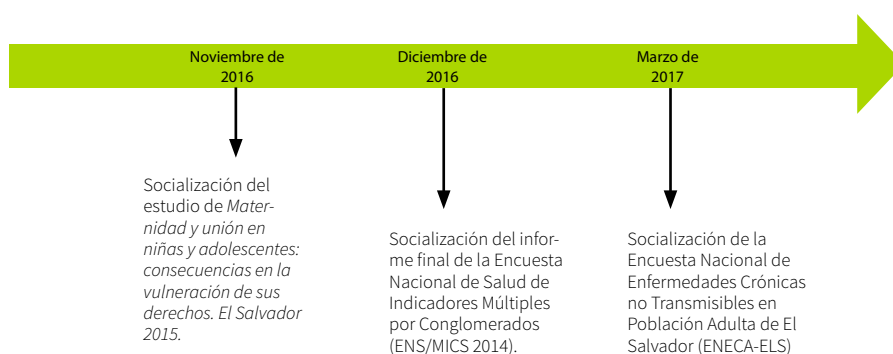 Noviembre de
2016
Diciembre de
2016
Marzo de
2017
Socialización del
estudio de Mater-
nidad y unión en
niñas y adolescentes:
consecuencias en la
vulneración de sus
derechos. El Salvador
2015.
Socialización del infor-
me final de la Encuesta
Nacional de Salud de
Indicadores Múltiples
por Conglomerados
(ENS/MICS 2014).
Socialización de la
Encuesta Nacional de
Enfermedades Crónicas
no Transmisibles en
Población Adulta de El
Salvador (ENECA-ELS)